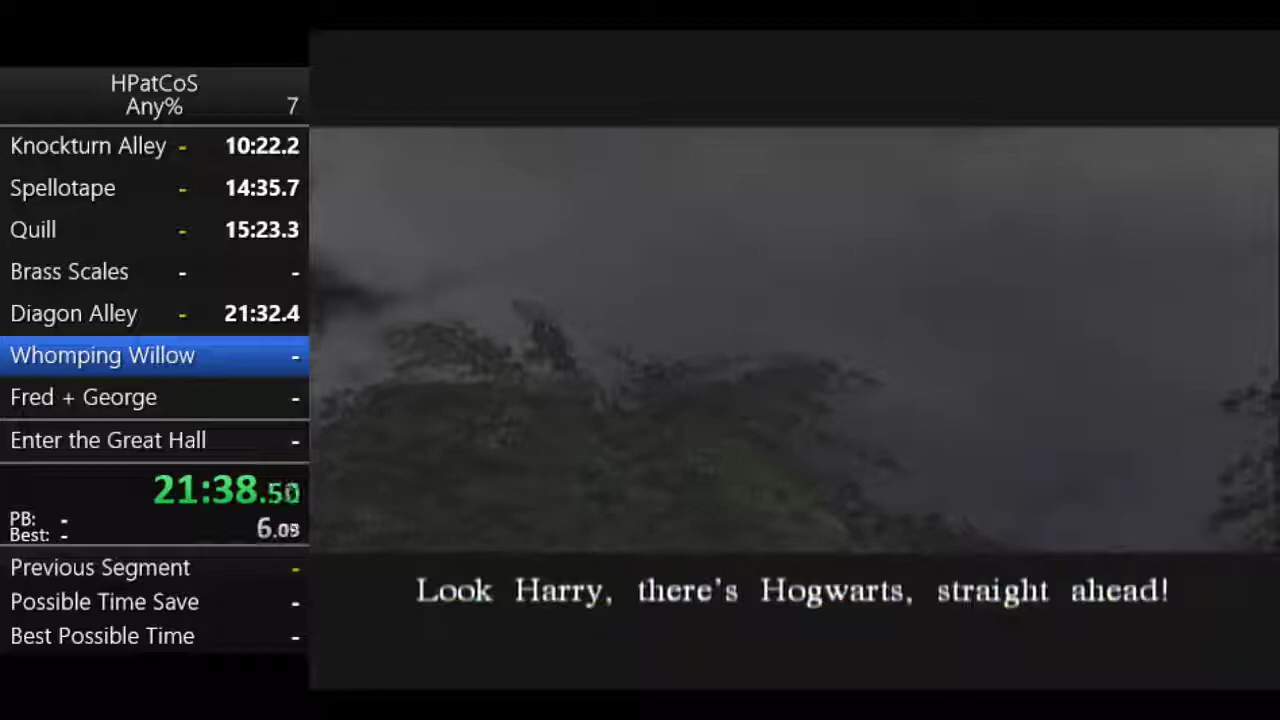 HPatCoS
Any% 7
Knockturn Alley - 10:22.2
Spellotape - 14:35.7
Quill - 15:23.3
Brass Scales - -
Diagon Alley - 21:32.4
Whomping Willow -
Fred + George -
Enter the Great Hall -
21:38.50
PB: -
Best: - 6.09
Previous Segment -
Possible Time Save -
Best Possible Time -
Look Harry, there's Hogwarts, straight ahead!